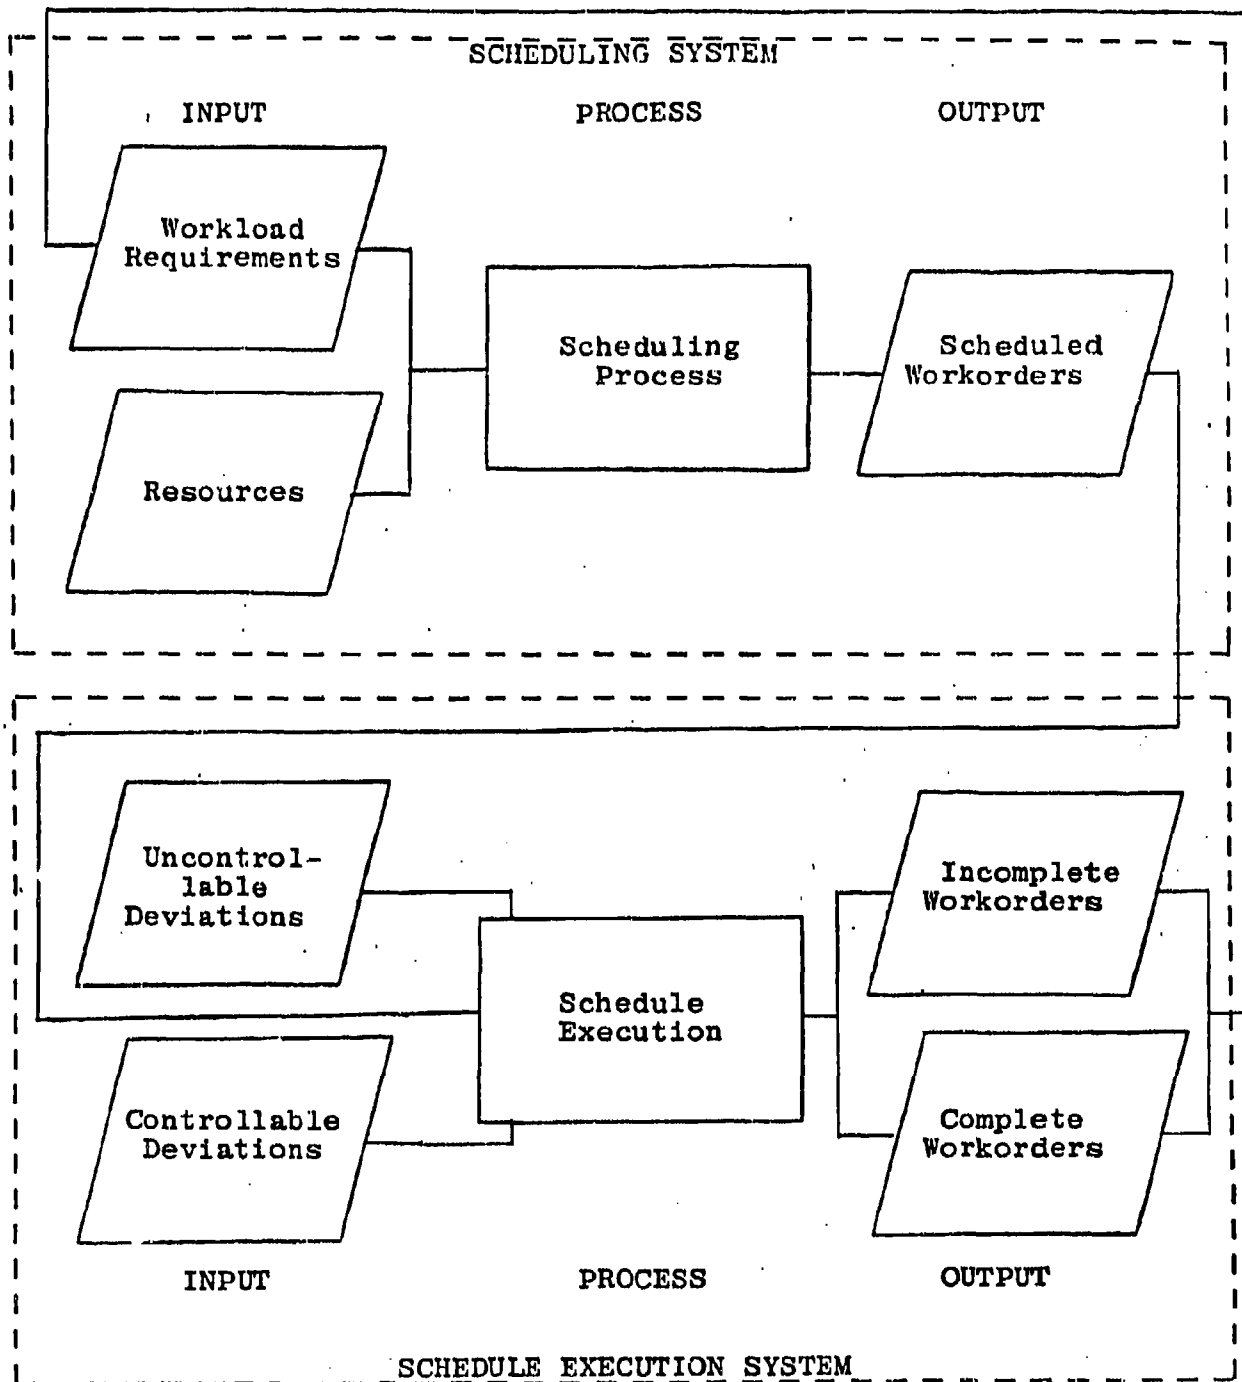 SCHEDULING SYSTEM
INPUT
PROCESS
OUTPUT
Workload
Requirements
Scheduling
Process
Scheduled
Workorders
Resources
Uncontrol-
lable
Deviations
Incomplete
Workorders
Schedule
Execution
Controllable
Deviations
Complete
Workorders
INPUT
PROCESS
OUTPUT
SCHEDULE EXECUTION SYSTEM